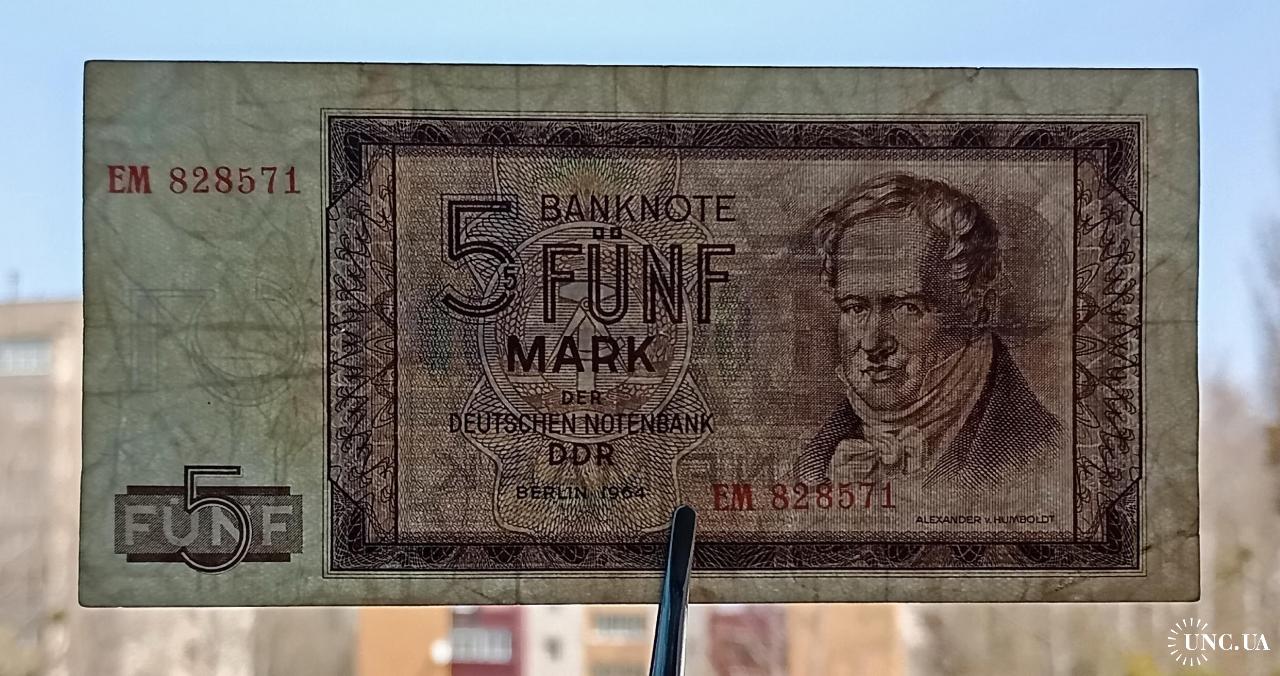 EM 828571
5 BANKNOTE
FÜNF
MARK
DER
DEUTSCHEN NOTENBANK
DDR
BERLIN 1964
EM 828571
ALEXANDER v. HUMBOLDT
5
FÜNF
UNC.UA